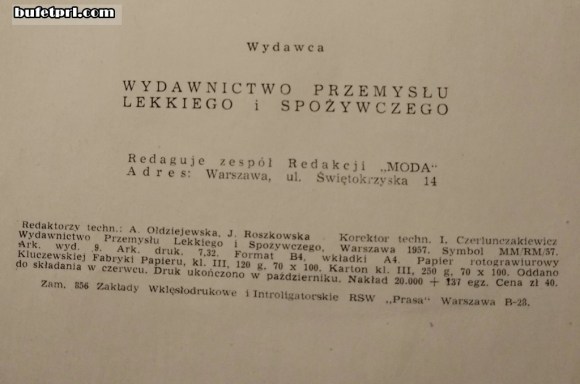 bufetprl.com
Wydawca
WYDAWNICTWO PRZEMYSŁU
LEKKIEGO i SPOŻYWCZEGO
Redaguje zespół Redakcji „MODA"
Adres: Warszawa, ul. Świętokrzyska 14
Redaktorzy techn.: A. Oldziejewska, J. Roszkowska - Korektor techn. I. Czerlunczakiewicz
Wydawnictwo Przemysłu Lekkiego i Spożywczego, Warszawa 1957. Symbol MM/RM/57.
Ark. wyd. 9. Ark. druk. 7,32. Format B4, wkładki A4. Papier rotograwiurowy
Kluczewskiej Fabryki Papieru, kl. III, 120 g, 70 x 100. Karton kl. III, 250 g, 70 x 100. Oddano
do składania w czerwcu. Druk ukończono w październiku. Nakład 20.000 + 137 egz. Cena zł 40.
Zam. 856 Zakłady Wklęsłodrukowe i Introligatorskie RSW „Prasa" Warszawa B-28.